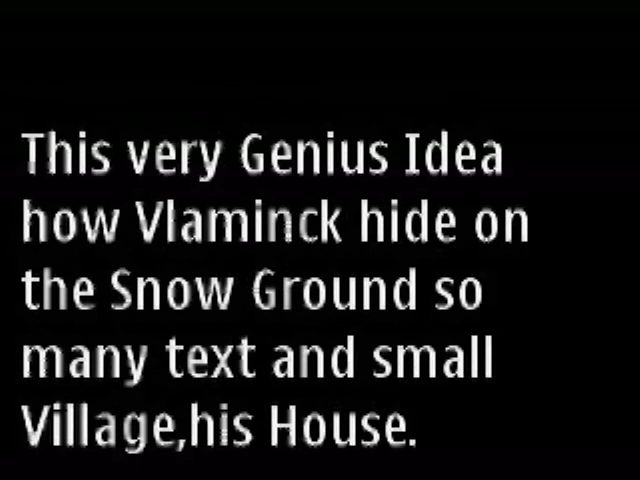 This very Genius Idea
how Vlaminck hide on
the Snow Ground so
many text and small
Village,his House.